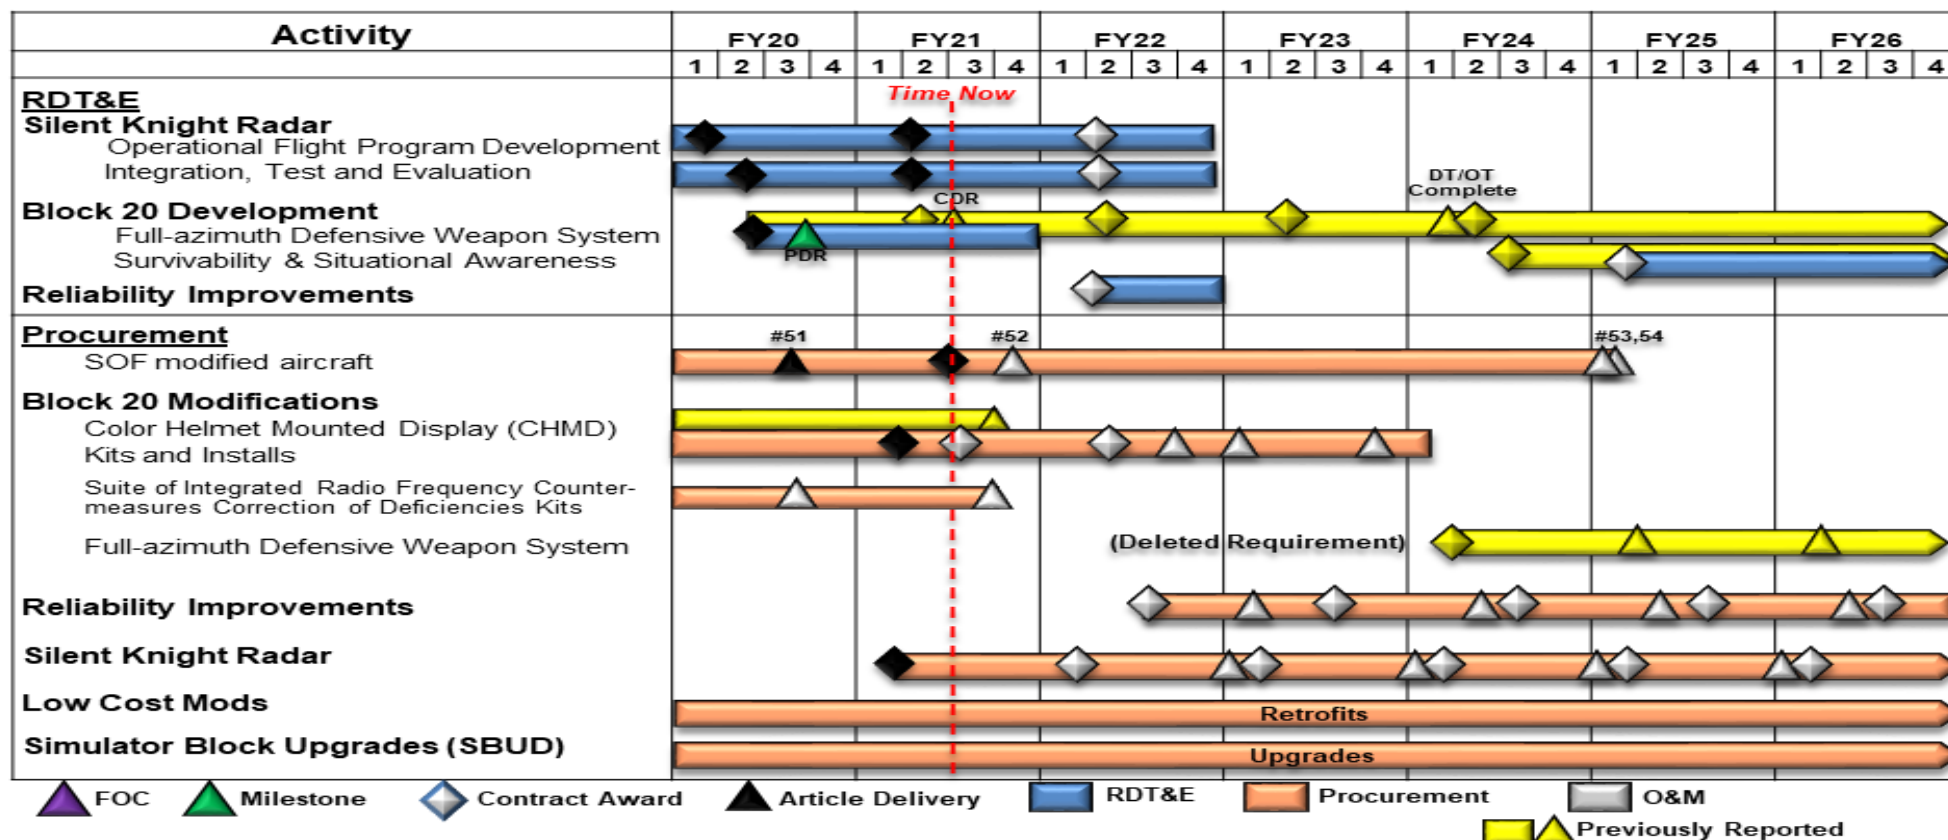 Activity
FY20 FY21 FY22 FY23 FY24 FY25 FY26
1 2 3 4 1 2 3 4 1 2 3 4 1 2 3 4 1 2 3 4 1 2 3 4 1 2 3 4
Time Now
RDT&E
Silent Knight Radar
Operational Flight Program Development
Integration, Test and Evaluation
DT/OT
Complete
CDR
Block 20 Development
Full-azimuth Defensive Weapon System
PDR
Survivability & Situational Awareness
Reliability Improvements
Procurement
#51 #52 #53,54
SOF modified aircraft
Block 20 Modifications
Color Helmet Mounted Display (CHMD)
Kits and Installs
Suite of Integrated Radio Frequency Counter-
measures Correction of Deficiencies Kits
Full-azimuth Defensive Weapon System (Deleted Requirement)
Reliability Improvements
Silent Knight Radar
Low Cost Mods Retrofits
Simulator Block Upgrades (SBUD) Upgrades
FOC Milestone Contract Award Article Delivery RDT&E Procurement O&M
Previously Reported